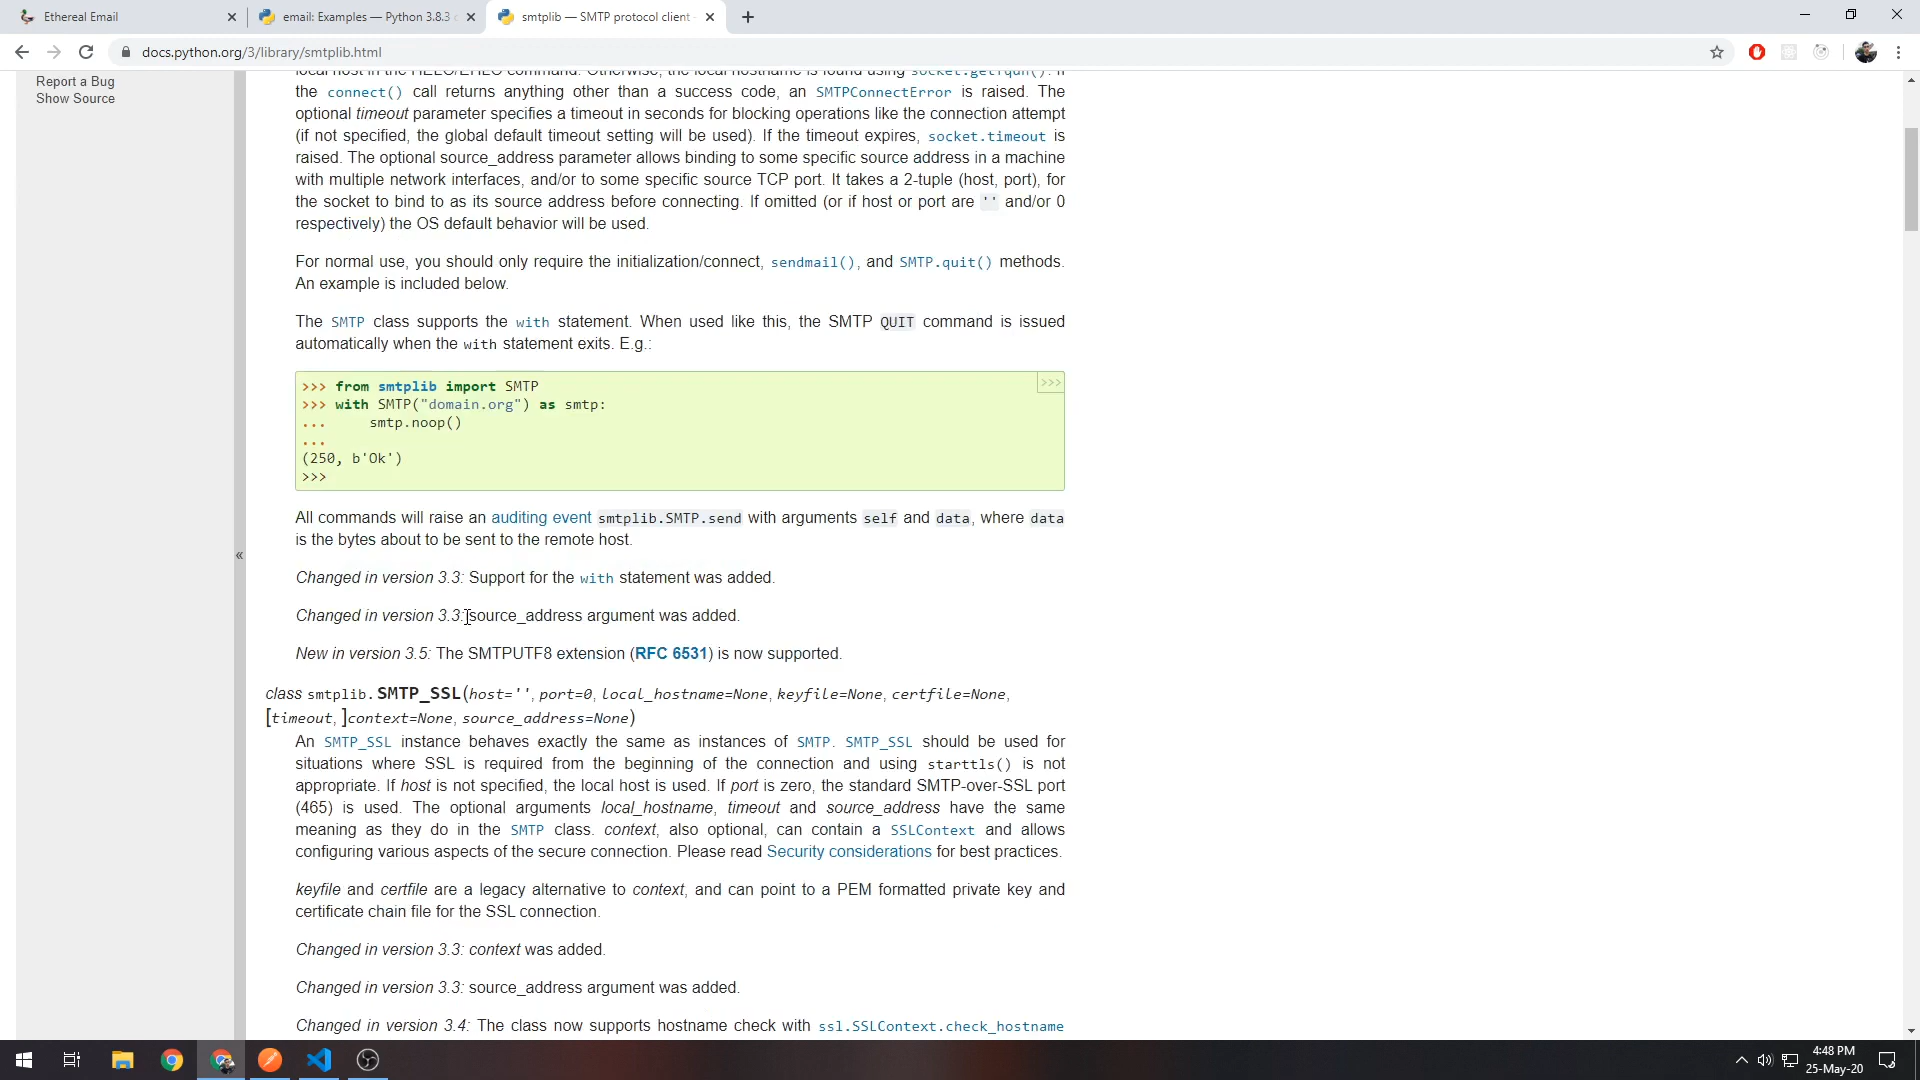 Ethereal Email
email: Examples — Python 3.8.3
smtplib — SMTP protocol client
docs.python.org/3/library/smtplib.html
Report a Bug
Show Source
local host in the HELO/EHLO command. Otherwise, the local hostname is found using socket.getfqdn(). If
the connect() call returns anything other than a success code, an SMTPConnectError is raised. The
optional timeout parameter specifies a timeout in seconds for blocking operations like the connection attempt
(if not specified, the global default timeout setting will be used). If the timeout expires, socket.timeout is
raised. The optional source_address parameter allows binding to some specific source address in a machine
with multiple network interfaces, and/or to some specific source TCP port. It takes a 2-tuple (host, port), for
the socket to bind to as its source address before connecting. If omitted (or if host or port are '' and/or 0
respectively) the OS default behavior will be used.
For normal use, you should only require the initialization/connect, sendmail(), and SMTP.quit() methods.
An example is included below.
The SMTP class supports the with statement. When used like this, the SMTP QUIT command is issued
automatically when the with statement exits. E.g.:
>>>
>>> from smtplib import SMTP
>>> with SMTP("domain.org") as smtp:
...     smtp.noop()
...
(250, b'Ok')
>>>
All commands will raise an auditing event smtplib.SMTP.send with arguments self and data, where data
is the bytes about to be sent to the remote host.
«
Changed in version 3.3: Support for the with statement was added.
Changed in version 3.3: source_address argument was added.
New in version 3.5: The SMTPUTF8 extension (RFC 6531) is now supported.
class smtplib.SMTP_SSL(host='', port=0, local_hostname=None, keyfile=None, certfile=None,
[timeout, ]context=None, source_address=None)
An SMTP_SSL instance behaves exactly the same as instances of SMTP. SMTP_SSL should be used for
situations where SSL is required from the beginning of the connection and using starttls() is not
appropriate. If host is not specified, the local host is used. If port is zero, the standard SMTP-over-SSL port
(465) is used. The optional arguments local_hostname, timeout and source_address have the same
meaning as they do in the SMTP class. context, also optional, can contain a SSLContext and allows
configuring various aspects of the secure connection. Please read Security considerations for best practices.
keyfile and certfile are a legacy alternative to context, and can point to a PEM formatted private key and
certificate chain file for the SSL connection.
Changed in version 3.3: context was added.
Changed in version 3.3: source_address argument was added.
Changed in version 3.4: The class now supports hostname check with ssl.SSLContext.check_hostname
4:48 PM
25-May-20